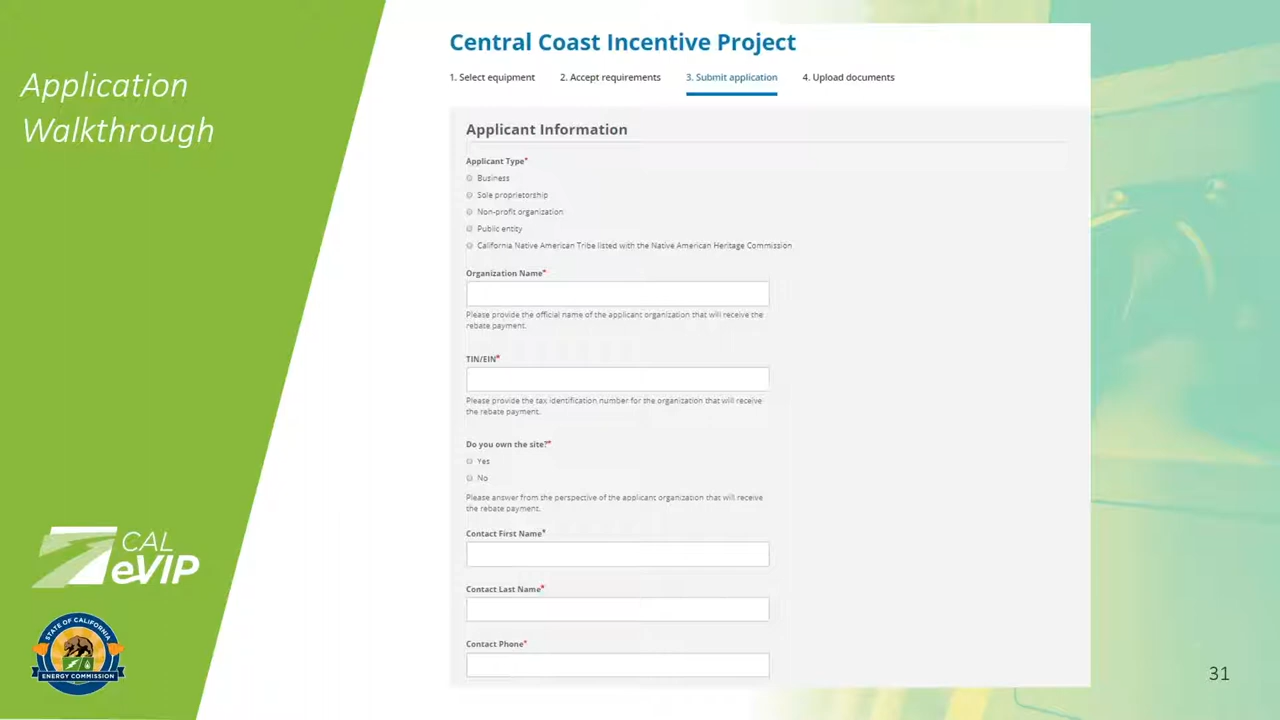 Application
Walkthrough
Central Coast Incentive Project
1. Select equipment 2. Accept requirements 3. Submit application 4. Upload documents
Applicant Information
Applicant Type*
Business
Sole proprietorship
Non-profit organization
Public entity
California Native American Tribe listed with the Native American Heritage Commission
Organization Name*
Please provide the official name of the applicant organization that will receive the
rebate payment.
TIN/EIN*
Please provide the tax identification number for the organization that will receive
the rebate payment.
Do you own the site?*
Yes
No
Please answer from the perspective of the applicant organization that will receive
the rebate payment.
Contact First Name*
Contact Last Name*
Contact Phone*
CAL
eVIP
STATE OF CALIFORNIA
ENERGY COMMISSION
31